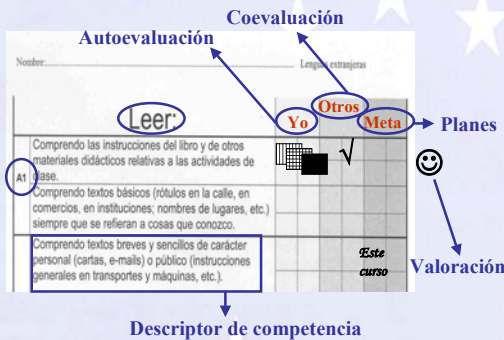 Coevaluación
Autoevaluación
Nombre: Lenguas extranjeras
Leer:
Yo
Otros
Meta
Planes
Comprendo las instrucciones del libro y de otros
materiales didácticos relativas a las actividades de
clase.
A1
√
Comprendo textos básicos (rótulos en la calle, en
comercios, en instituciones; nombres de lugares, etc.)
siempre que se refieran a cosas que conozco.
Comprendo textos breves y sencillos de carácter
personal (cartas, e-mails) o público (instrucciones
generales en transportes y máquinas, etc.).
Este
curso
Valoración
Descriptor de competencia